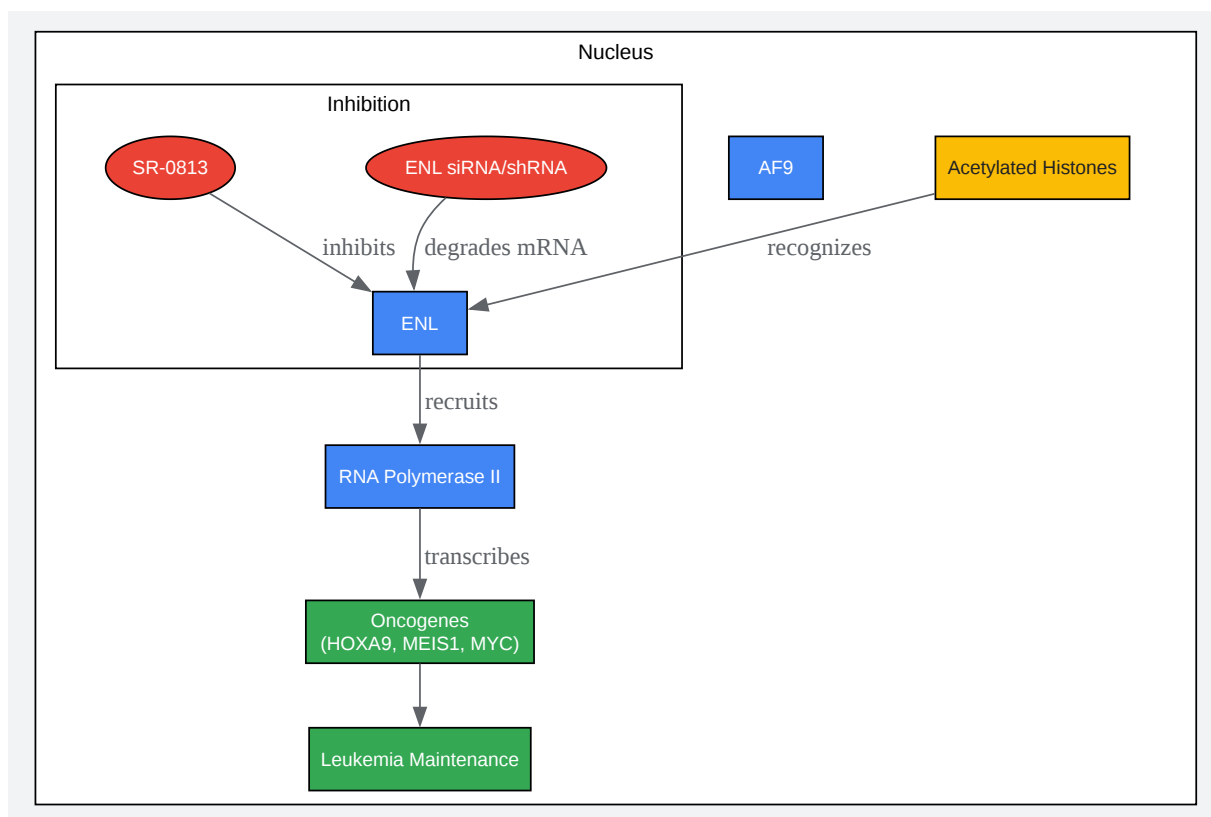 Nucleus
Inhibition
SR-0813
ENL siRNA/shRNA
AF9
Acetylated Histones
inhibits
degrades mRNA
recognizes
ENL
recruits
RNA Polymerase II
transcribes
Oncogenes
(HOXA9, MEIS1, MYC)
Leukemia Maintenance